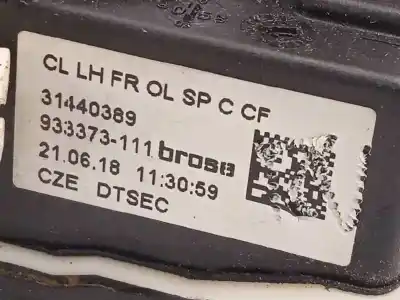 CL LH FR OL SP C CF
31440389
933373-111 brose
21.06.18 11:30:59
CZE DTSEC